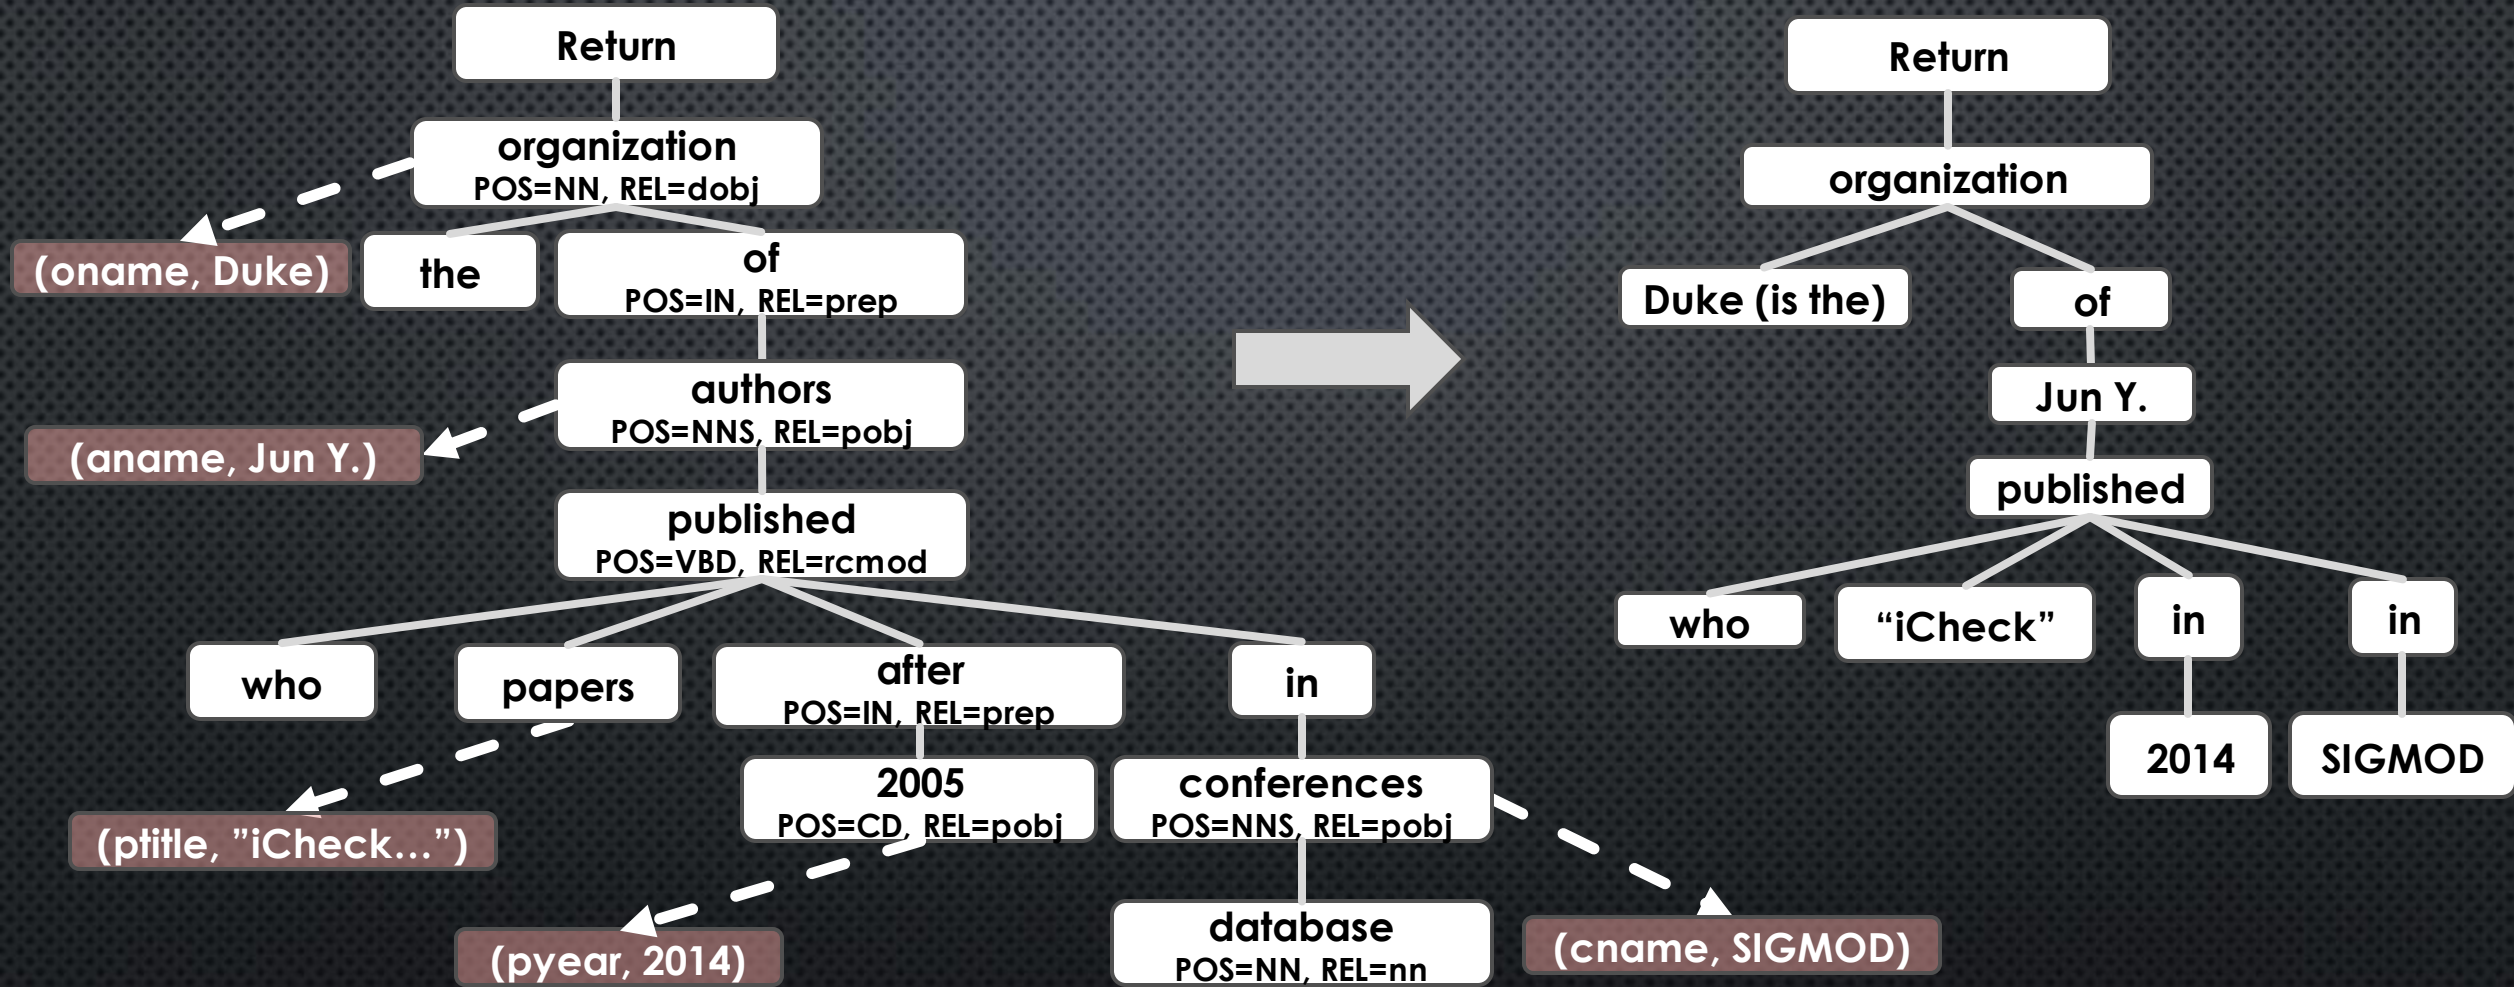 Return
organization
POS=NN, REL=dobj
(oname, Duke)
the
of
POS=IN, REL=prep
authors
POS=NNS, REL=pobj
(aname, Jun Y.)
published
POS=VBD, REL=rcmod
who
papers
after
POS=IN, REL=prep
in
(ptitle, ”iCheck…”)
2005
POS=CD, REL=pobj
conferences
POS=NNS, REL=pobj
(pyear, 2014)
database
POS=NN, REL=nn
(cname, SIGMOD)
Return
organization
Duke (is the)
of
Jun Y.
published
who
“iCheck”
in
in
2014
SIGMOD